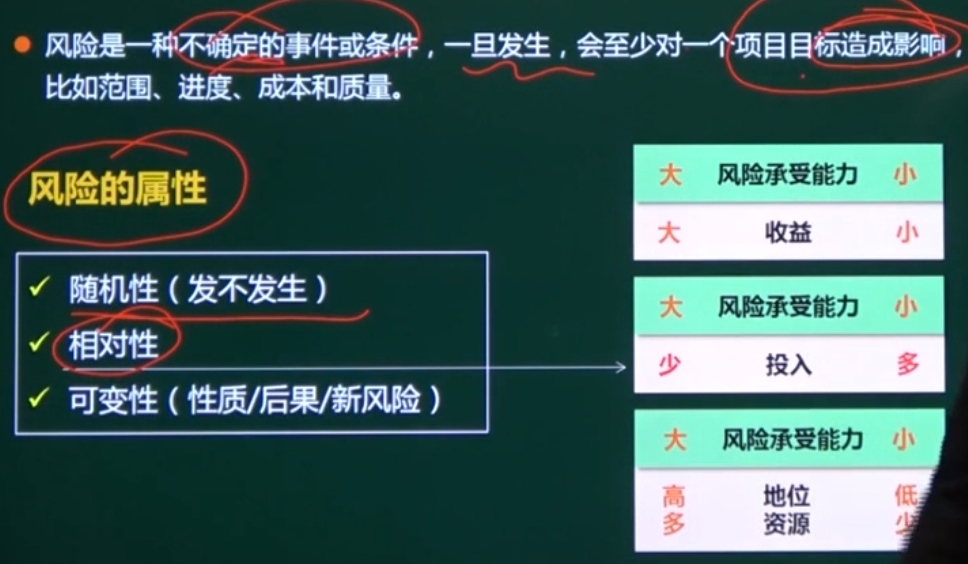 风险是一种不确定的事件或条件，一旦发生，会至少对一个项目目标造成影响，
比如范围、进度、成本和质量。
风险的属性
✓ 随机性（发不发生）
✓ 相对性
✓ 可变性（性质/后果/新风险）
大 风险承受能力 小
大 收益 小
大 风险承受能力 小
少 投入 多
大 风险承受能力 小
高 地位 低
多 资源 少